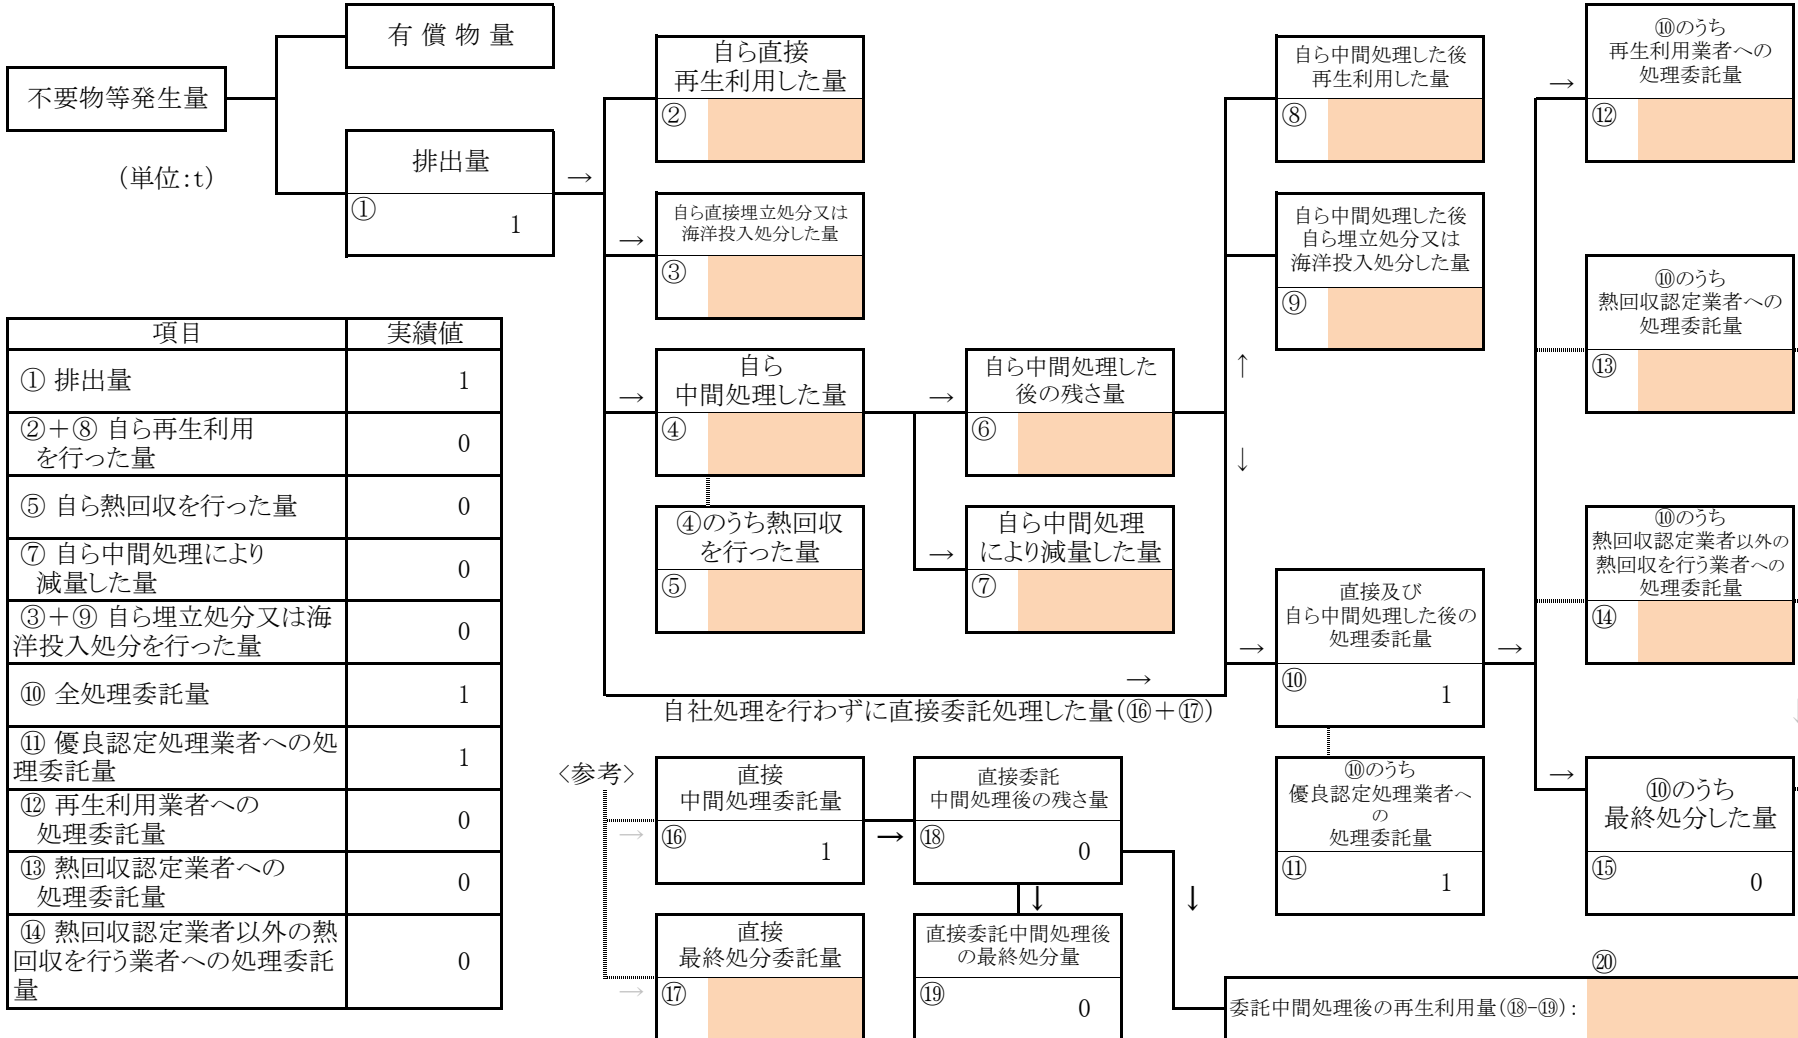 有 償 物 量
不要物等発生量
(単位:t)
排出量
→
①
1
自ら直接
再生利用した量
②
→
自ら直接埋立処分又は
海洋投入処分した量
③
→
自ら
中間処理した量
④
④のうち熱回収
を行った量
⑤
→
自ら中間処理した
後の残さ量
⑥
→
自ら中間処理
により減量した量
⑦
自ら中間処理した後
再生利用した量
⑧
自ら中間処理した後
自ら埋立処分又は
海洋投入処分した量
⑨
↑
↓
→
直接及び
自ら中間処理した後の
処理委託量
⑩
1
→
⑩のうち
優良認定処理業者へ
の
処理委託量
⑪
1
→
⑩のうち
再生利用業者への
処理委託量
⑫
⑩のうち
熱回収認定業者への
処理委託量
⑬
⑩のうち
熱回収認定業者以外の
熱回収を行う業者への
処理委託量
⑭
↓
→
⑩のうち
最終処分した量
⑮
0
→
自社処理を行わずに直接委託処理した量(⑯+⑰)
項目 実績値
① 排出量 1
②+⑧ 自ら再生利用
を行った量 0
⑤ 自ら熱回収を行った量 0
⑦ 自ら中間処理により
減量した量 0
③+⑨ 自ら埋立処分又は海
洋投入処分を行った量 0
⑩ 全処理委託量 1
⑪ 優良認定処理業者への処
理委託量 1
⑫ 再生利用業者への
処理委託量 0
⑬ 熱回収認定業者への
処理委託量 0
⑭ 熱回収認定業者以外の熱
回収を行う業者への処理委託
量 0
<参考>
→
直接
中間処理委託量
⑯
1
→
直接委託
中間処理後の残さ量
⑱
0
↓
↓
→
直接
最終処分委託量
⑰
直接委託中間処理後
の最終処分量
⑲
0
⑳
委託中間処理後の再生利用量(⑱-⑲):